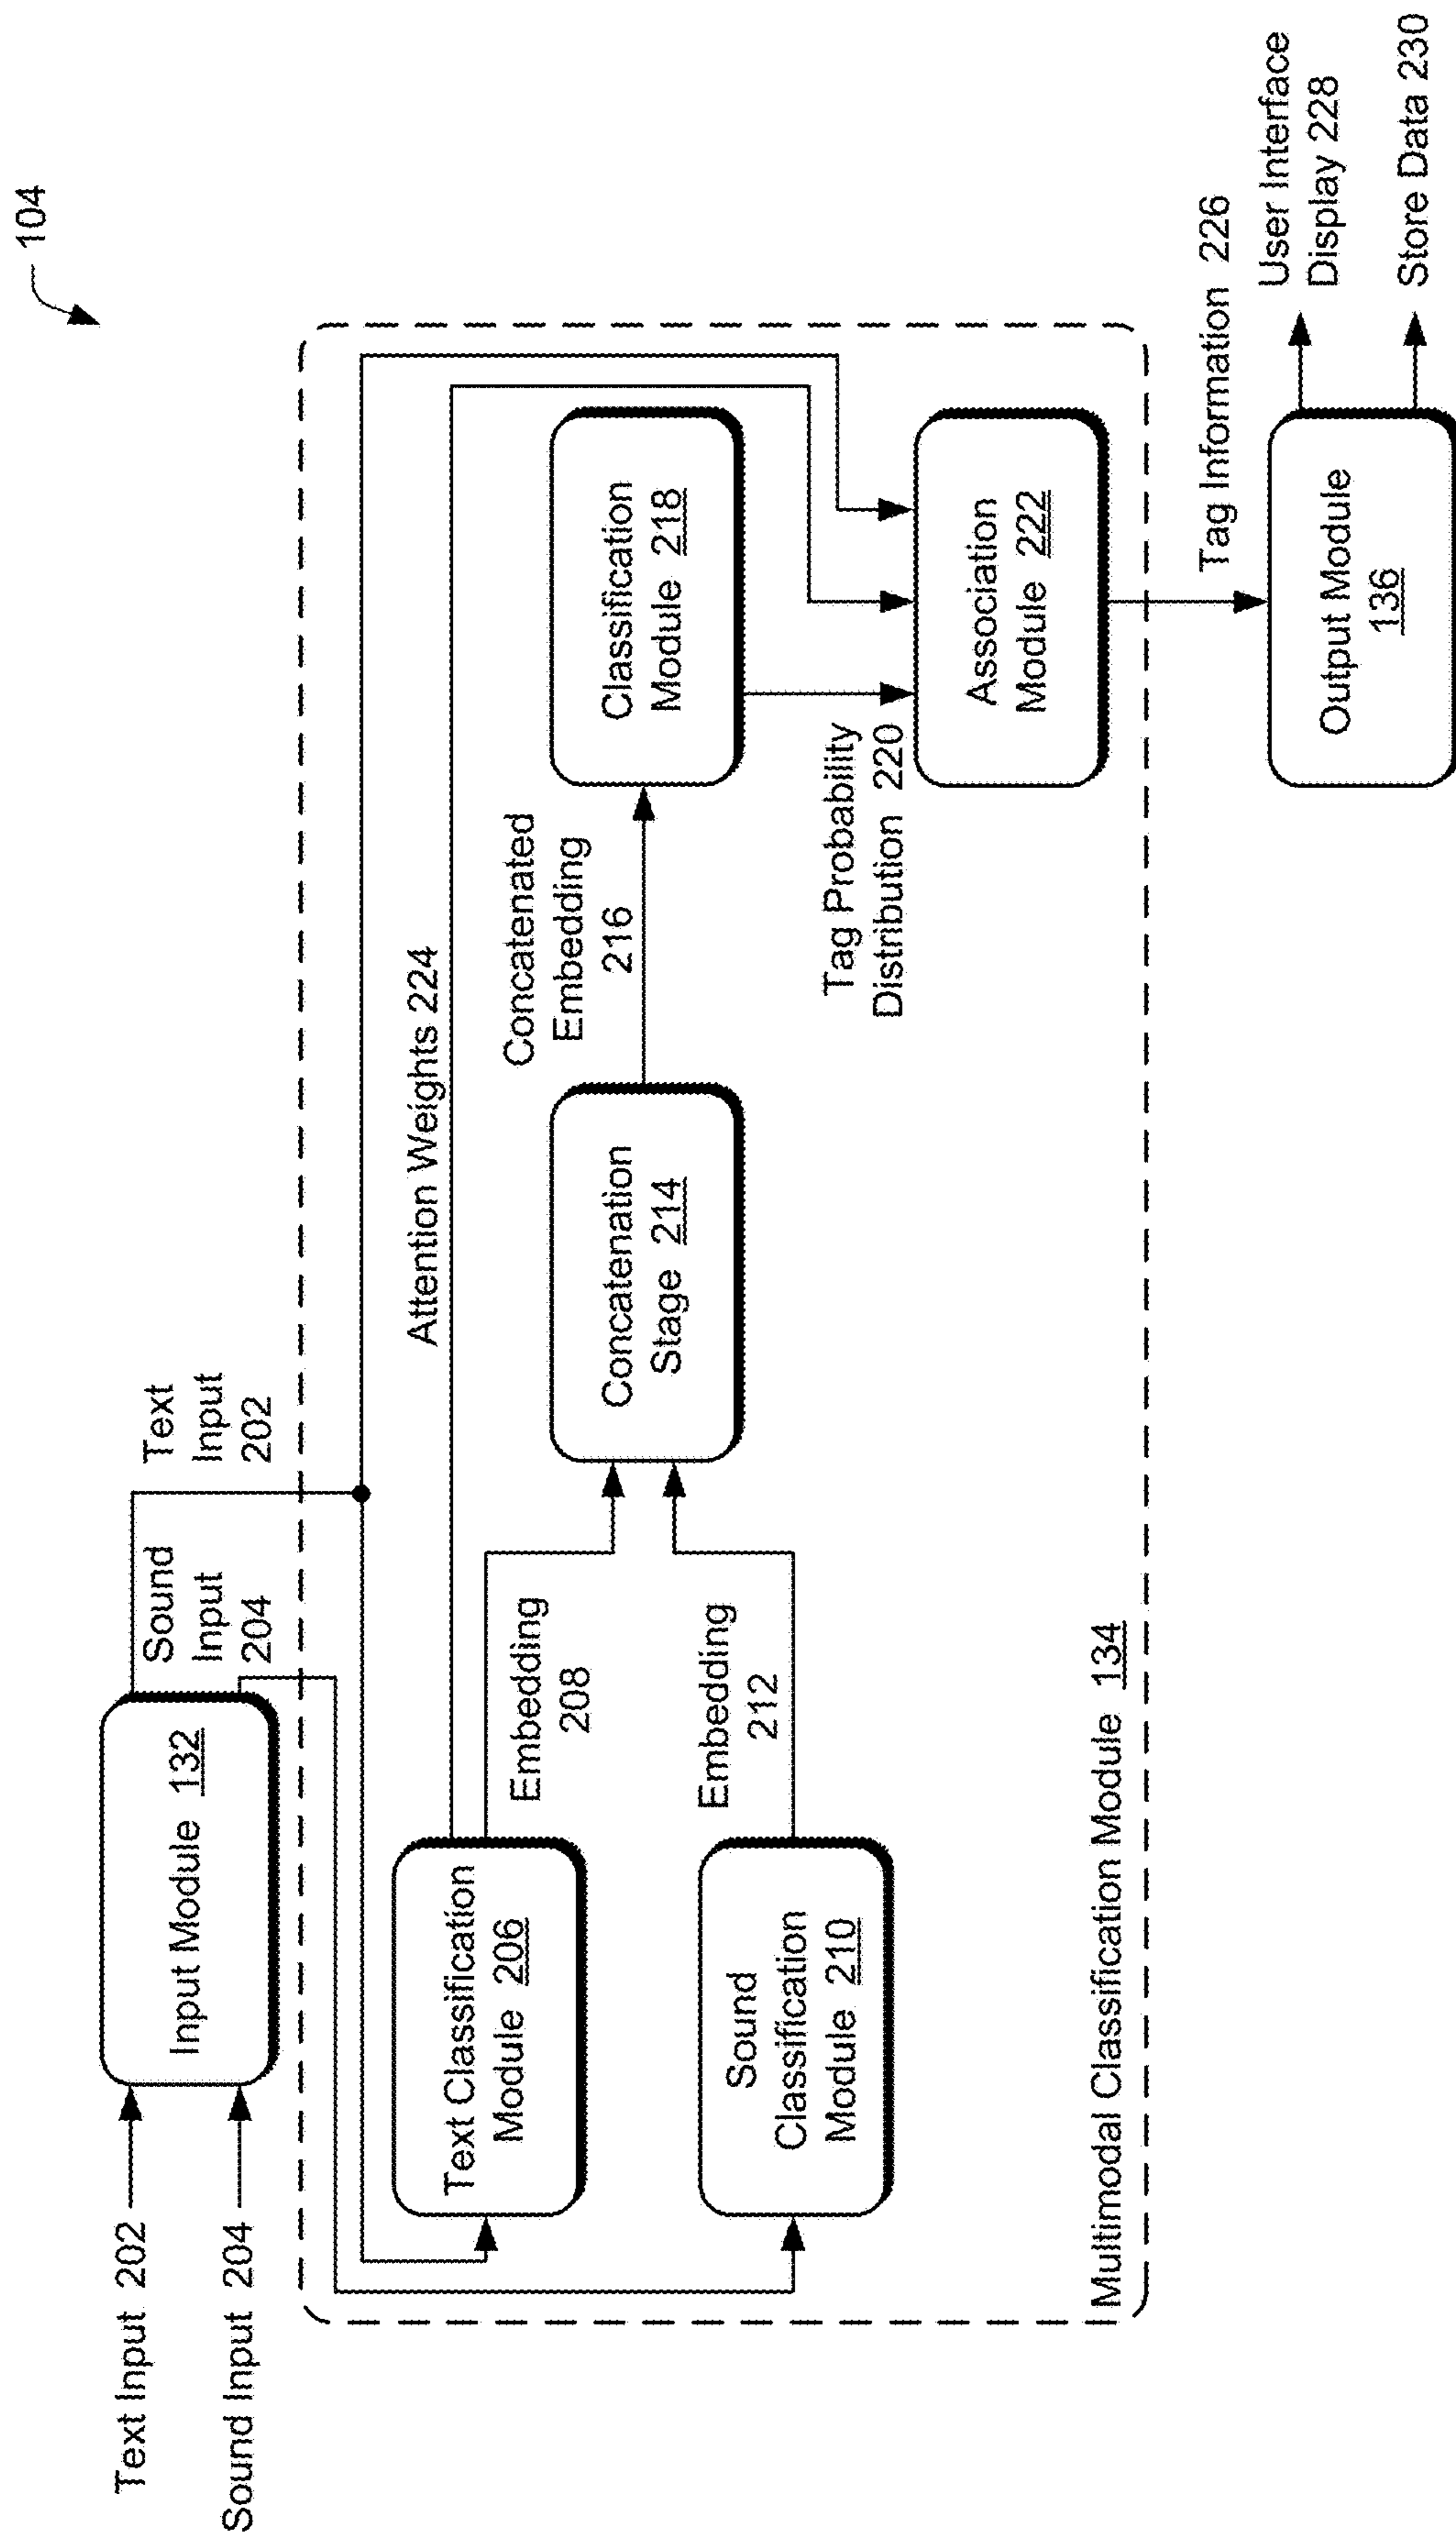 104
Text Input 202
Sound Input 204
Input Module 132
Sound
Input
204
Text
Input
202
Attention Weights 224
Text Classification
Module 206
Embedding
208
Sound
Classification
Module 210
Embedding
212
Concatenation
Stage 214
Concatenated
Embedding
216
Classification
Module 218
Tag Probability
Distribution 220
Association
Module 222
Multimodal Classification Module 134
Tag Information 226
Output Module
136
User Interface
Display 228
Store Data 230